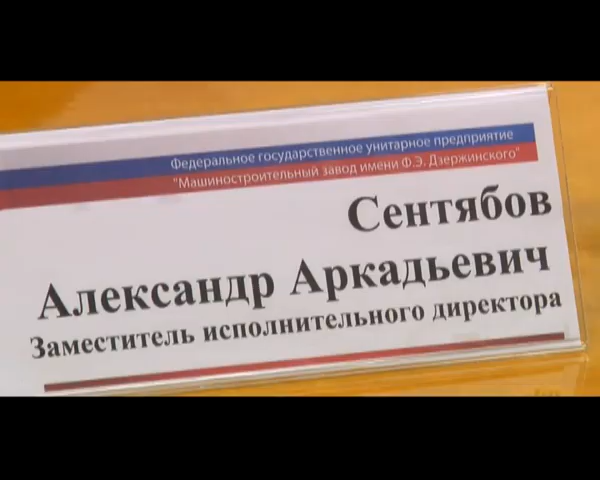 Федеральное государственное унитарное предприятие
"Машиностроительный завод имени Ф.Э. Дзержинского"
Сентябов
Александр Аркадьевич
Заместитель исполнительного директора